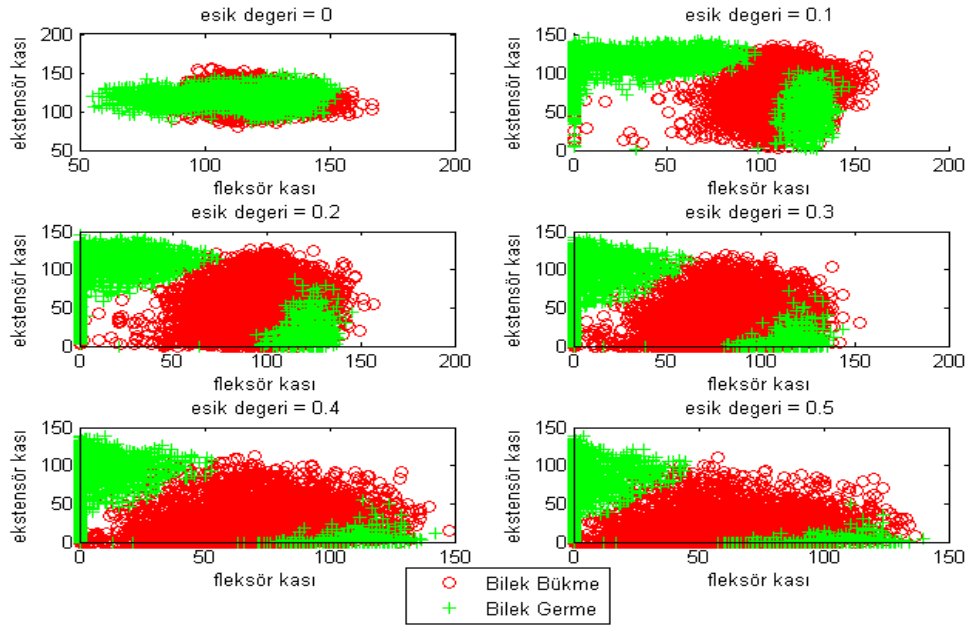 esik degeri = 0
200
150
100
50
50
100
150
200
ekstensör kası
fleksör kası
esik degeri = 0.1
150
100
50
0
0
50
100
150
200
ekstensör kası
fleksör kası
esik degeri = 0.2
150
100
50
0
0
50
100
150
200
ekstensör kası
fleksör kası
esik degeri = 0.3
150
100
50
0
0
50
100
150
200
ekstensör kası
fleksör kası
esik degeri = 0.4
150
100
50
0
0
50
100
150
ekstensör kası
fleksör kası
esik degeri = 0.5
150
100
50
0
0
50
100
150
ekstensör kası
fleksör kası
Bilek Bükme
Bilek Germe